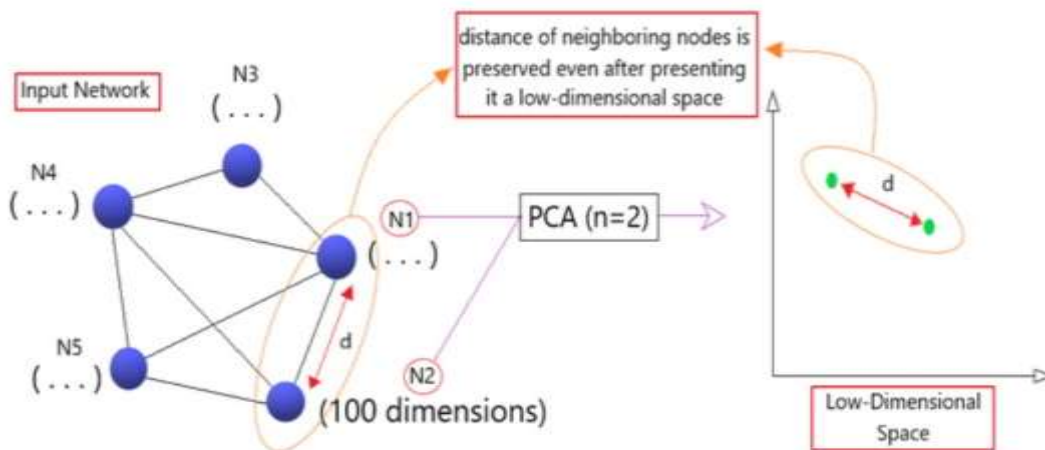 distance of neighboring nodes is
preserved even after presenting
it a low-dimensional space
Input Network
N3
(...)
N4
(...)
N1
(...)
PCA (n=2)
d
d
N5
(...)
N2
(100 dimensions)
Low-Dimensional
Space